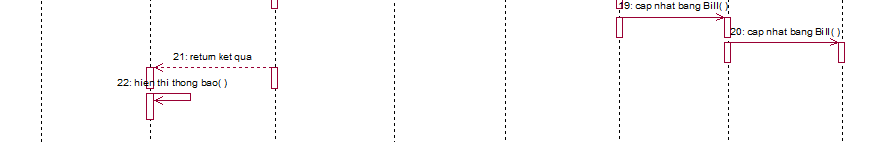 19: cap nhat bang Bill( )
20: cap nhat bang Bill( )
21: return ket qua
22: hien thi thong bao( )